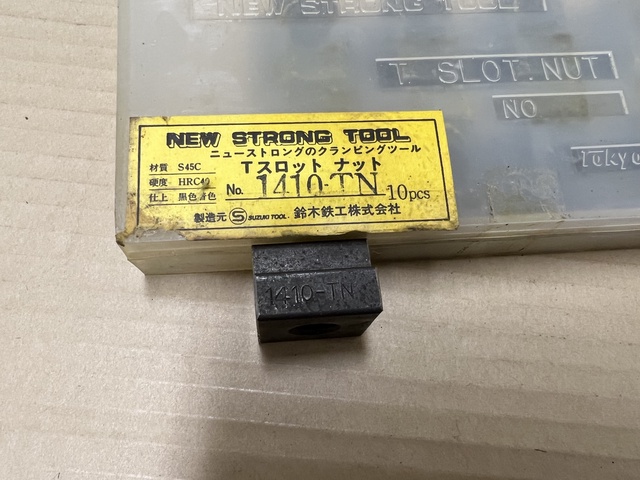 NEW STRONG TOOL
T SLOT.NUT
NO
Tokyo
NEW STRONG TOOL
ニューストロングのクランピングツール
Tスロット ナット
材質 S45C
硬度 HRC40
仕上 黒色着色
No. 1410-TN 10pcs
製造元 S SUZUKI TOOL. 鈴木鉄工株式会社
1410-TN